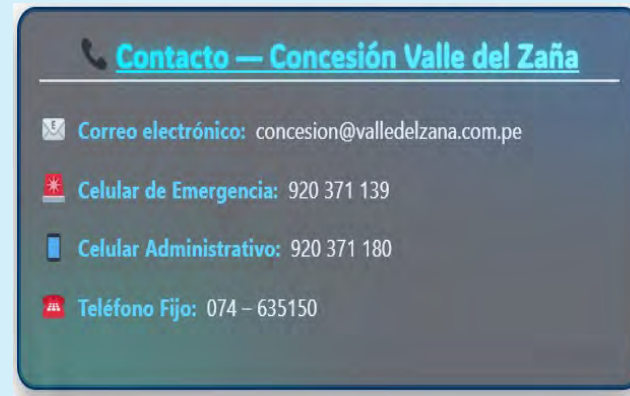 Contacto — Concesión Valle del Zaña
Correo electrónico: concesion@valledelzana.com.pe
Celular de Emergencia: 920 371 139
Celular Administrativo: 920 371 180
Teléfono Fijo: 074 – 635150